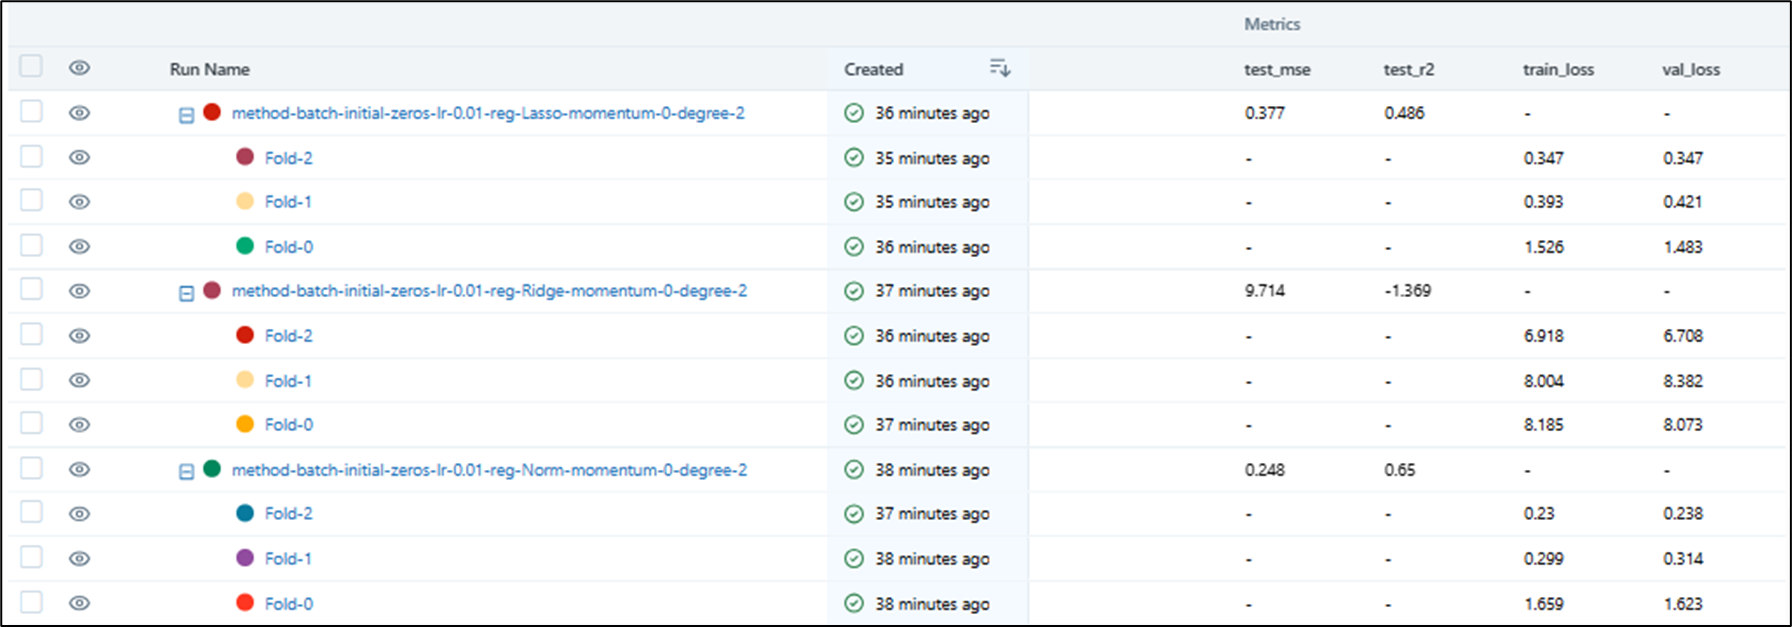 Metrics
Run Name Created test_mse test_r2 train_loss val_loss
method-batch-initial-zeros-lr-0.01-reg-Lasso-momentum-0-degree-2 36 minutes ago 0.377 0.486 - -
Fold-2 35 minutes ago - - 0.347 0.347
Fold-1 35 minutes ago - - 0.393 0.421
Fold-0 36 minutes ago - - 1.526 1.483
method-batch-initial-zeros-lr-0.01-reg-Ridge-momentum-0-degree-2 37 minutes ago 9.714 -1.369 - -
Fold-2 36 minutes ago - - 6.918 6.708
Fold-1 36 minutes ago - - 8.004 8.382
Fold-0 37 minutes ago - - 8.185 8.073
method-batch-initial-zeros-lr-0.01-reg-Norm-momentum-0-degree-2 38 minutes ago 0.248 0.65 - -
Fold-2 37 minutes ago - - 0.23 0.238
Fold-1 38 minutes ago - - 0.299 0.314
Fold-0 38 minutes ago - - 1.659 1.623